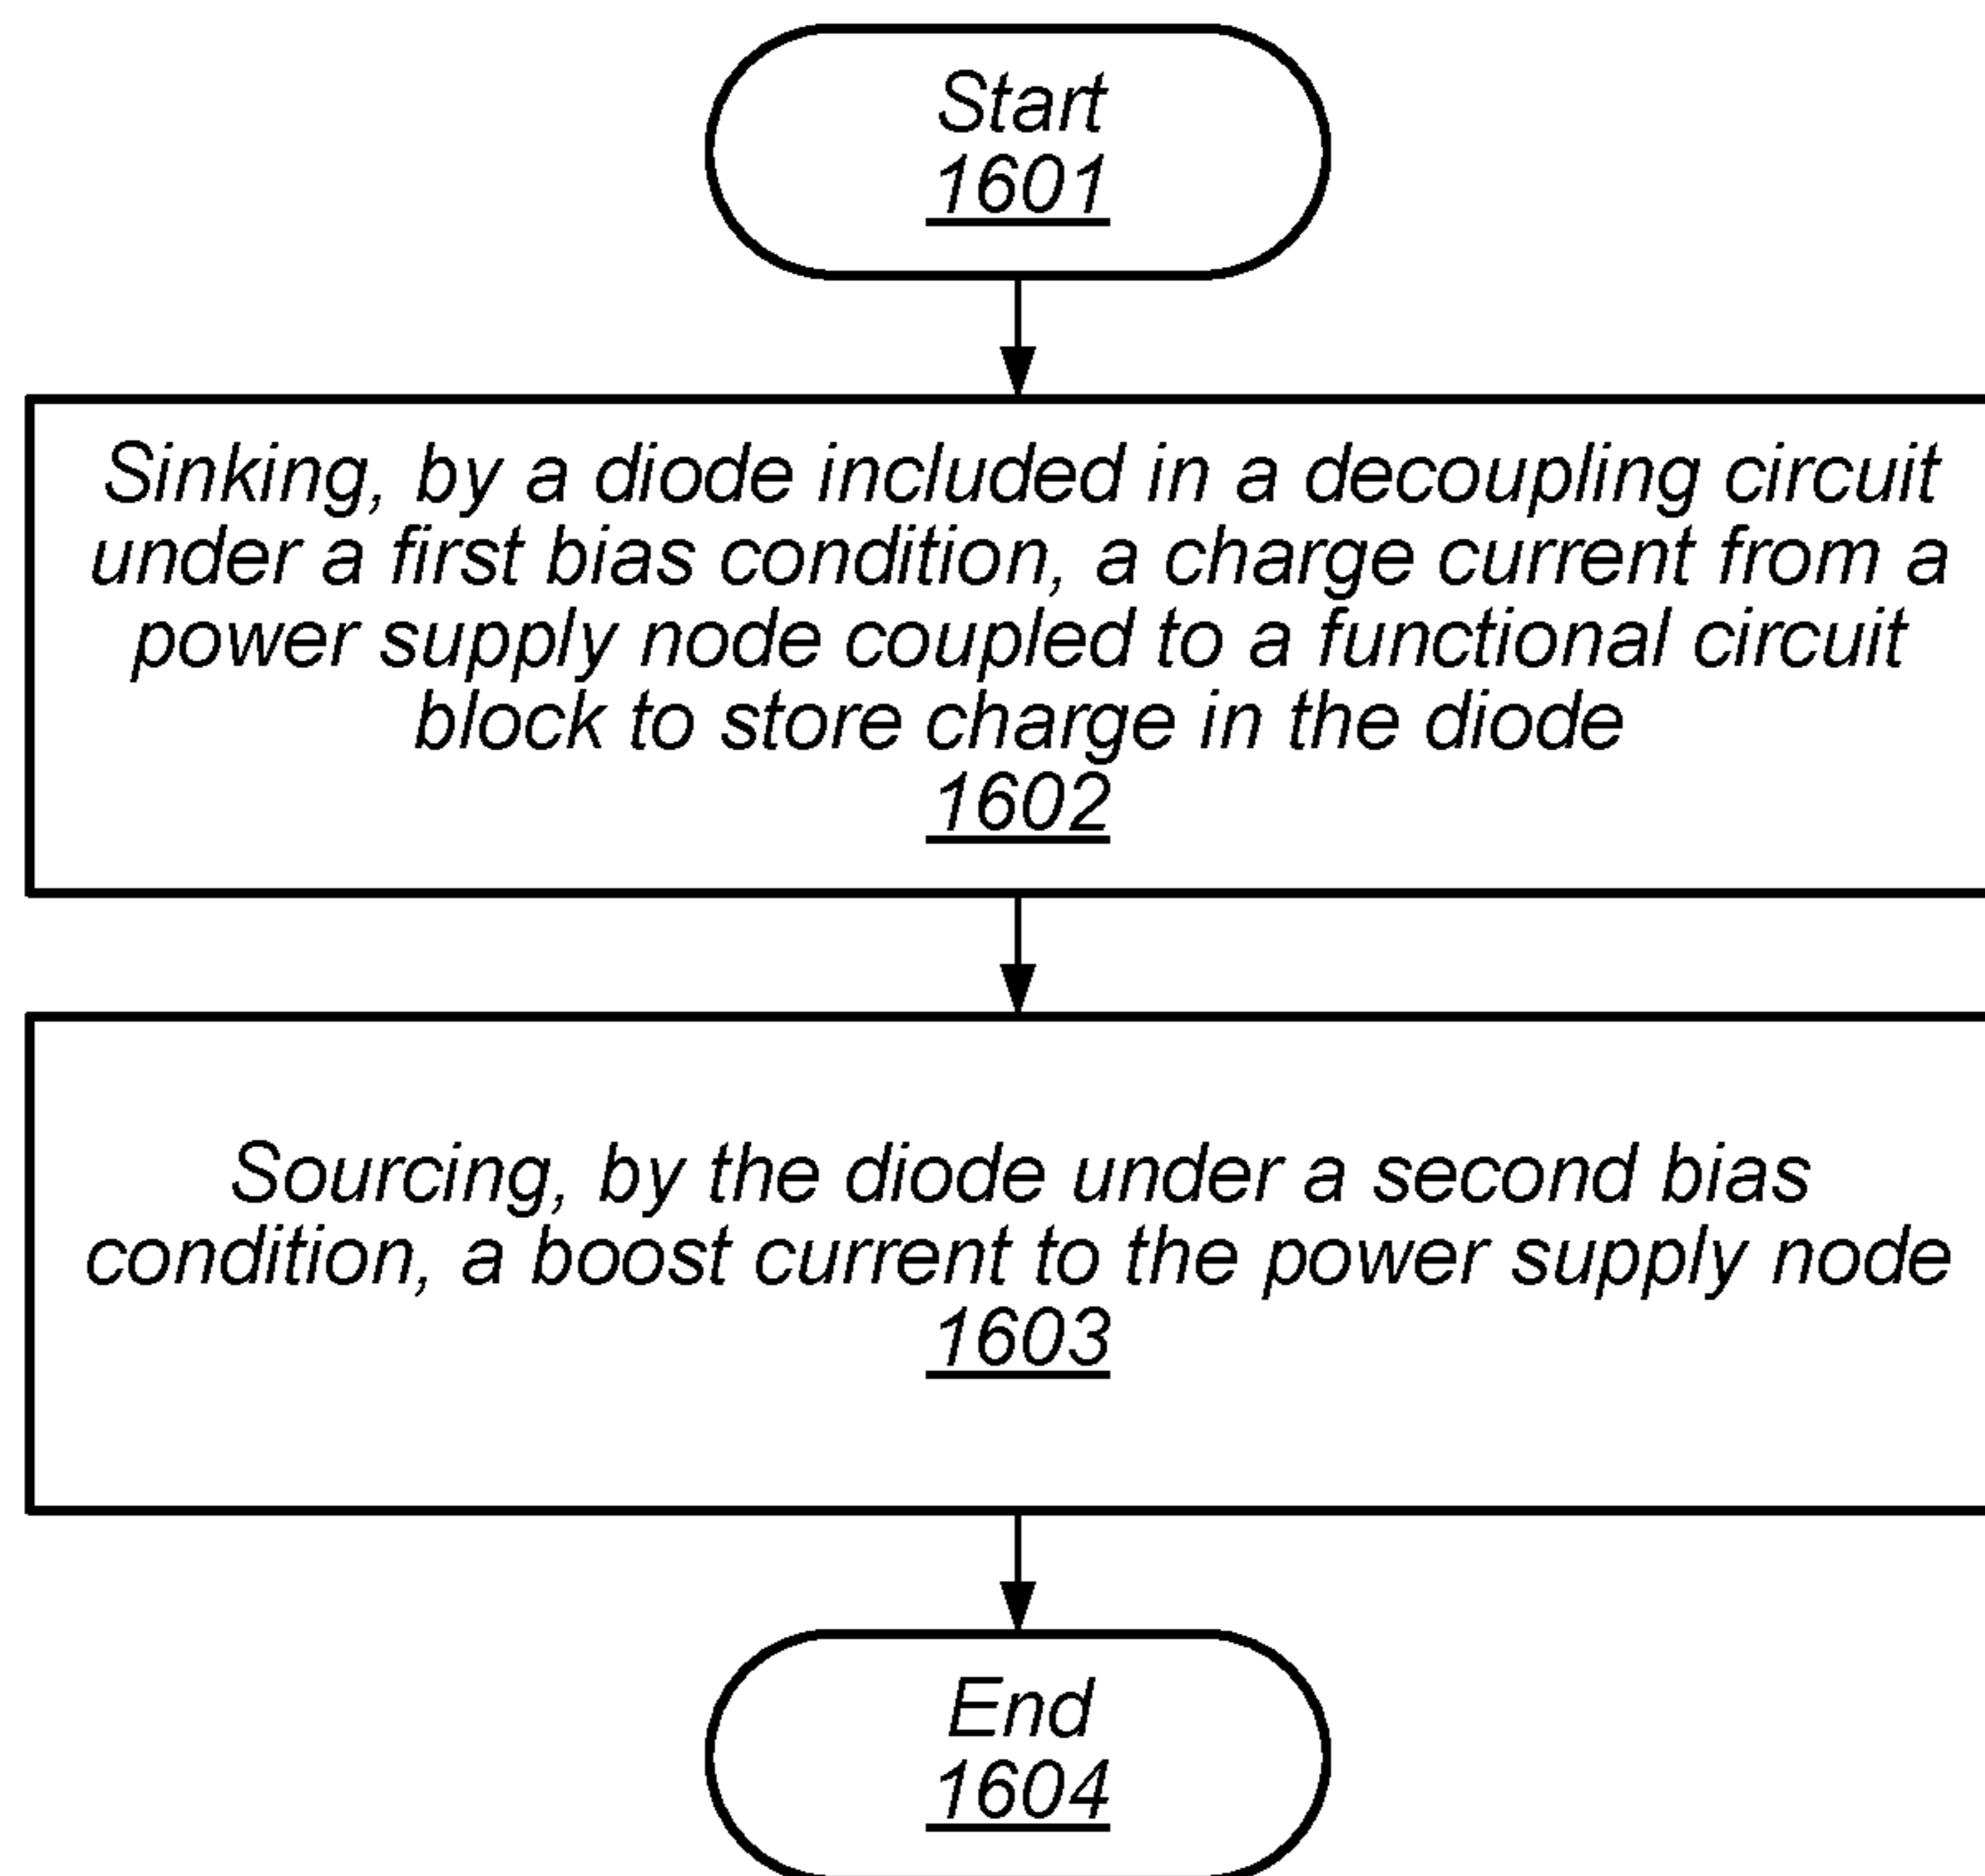 Start
1601
Sinking, by a diode included in a decoupling circuit
under a first bias condition, a charge current from a
power supply node coupled to a functional circuit
block to store charge in the diode
1602
Sourcing, by the diode under a second bias
condition, a boost current to the power supply node
1603
End
1604